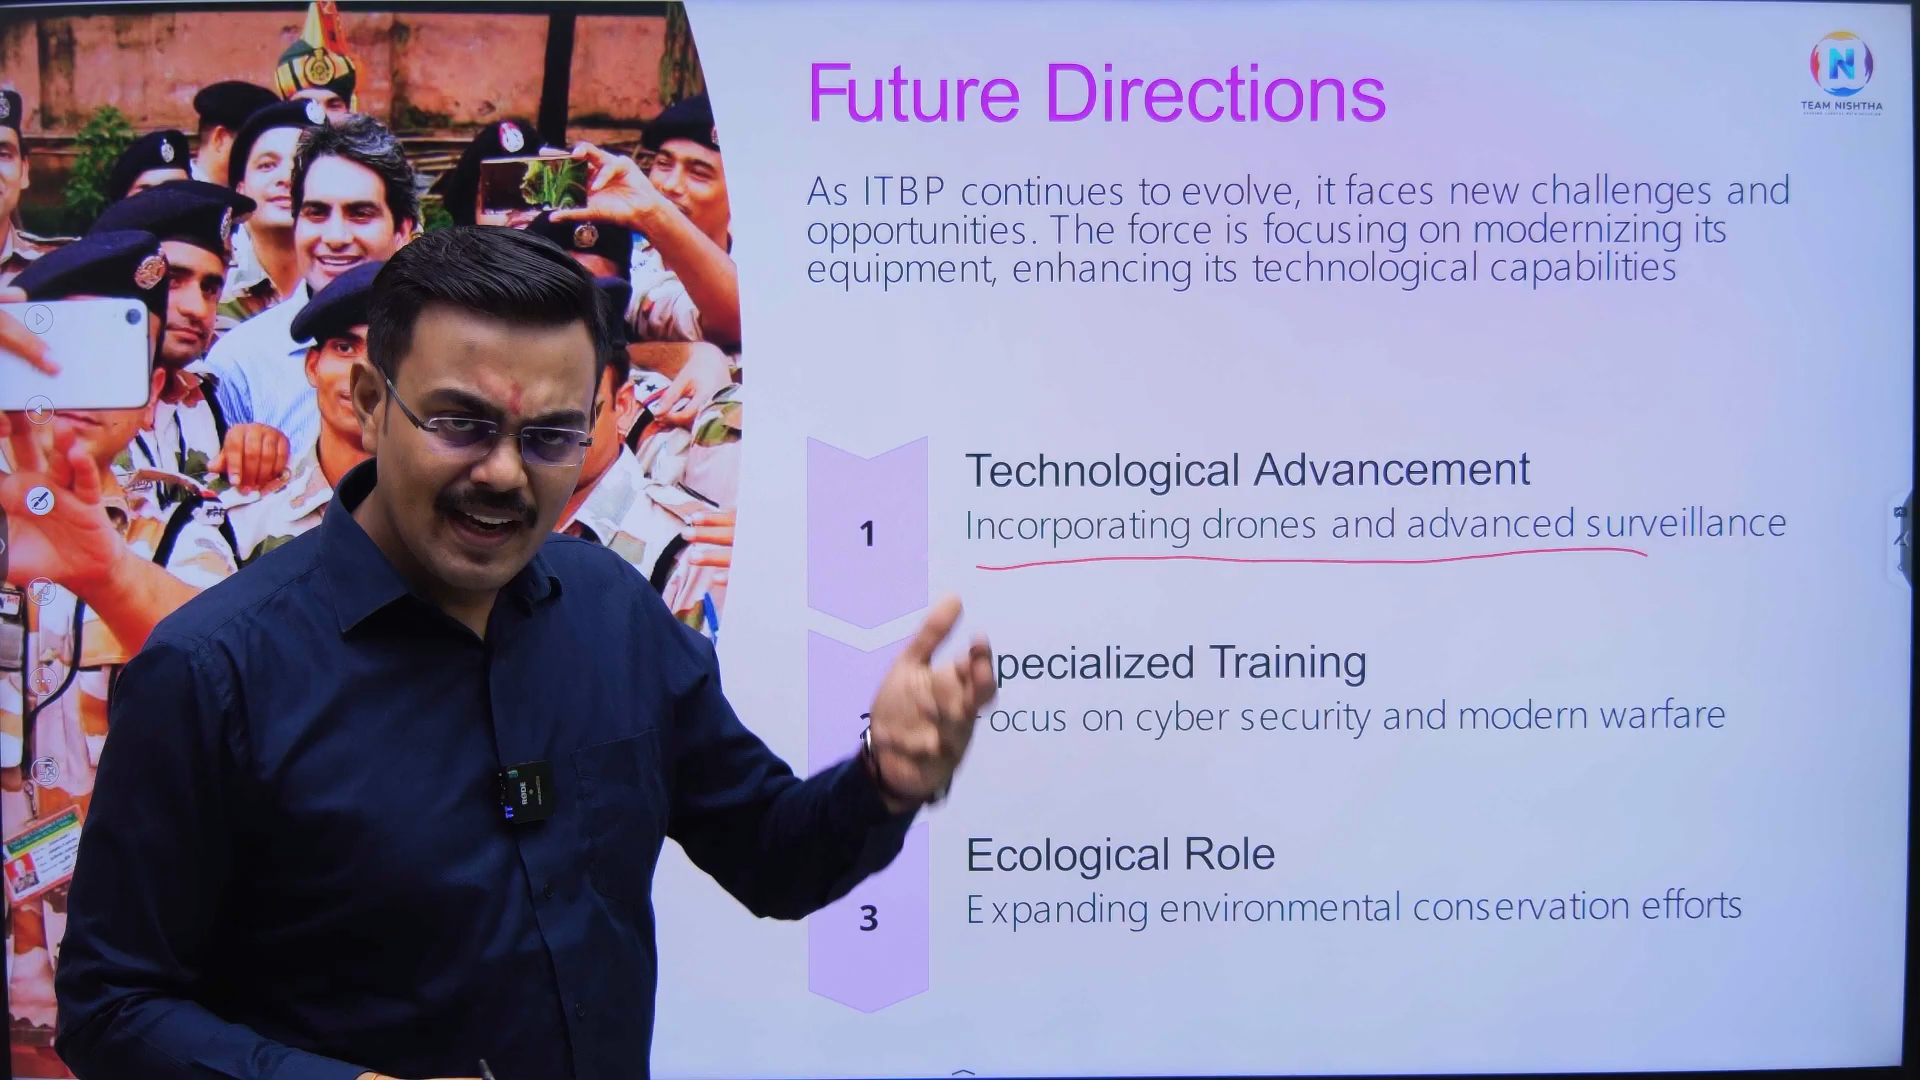 Future Directions
TEAM NISHTHA
As ITBP continues to evolve, it faces new challenges and
opportunities. The force is focusing on modernizing its
equipment, enhancing its technological capabilities
1
Technological Advancement
Incorporating drones and advanced surveillance
pecialized Training
ocus on cyber security and modern warfare
RØDE
Ecological Role
3
Expanding environmental conservation efforts